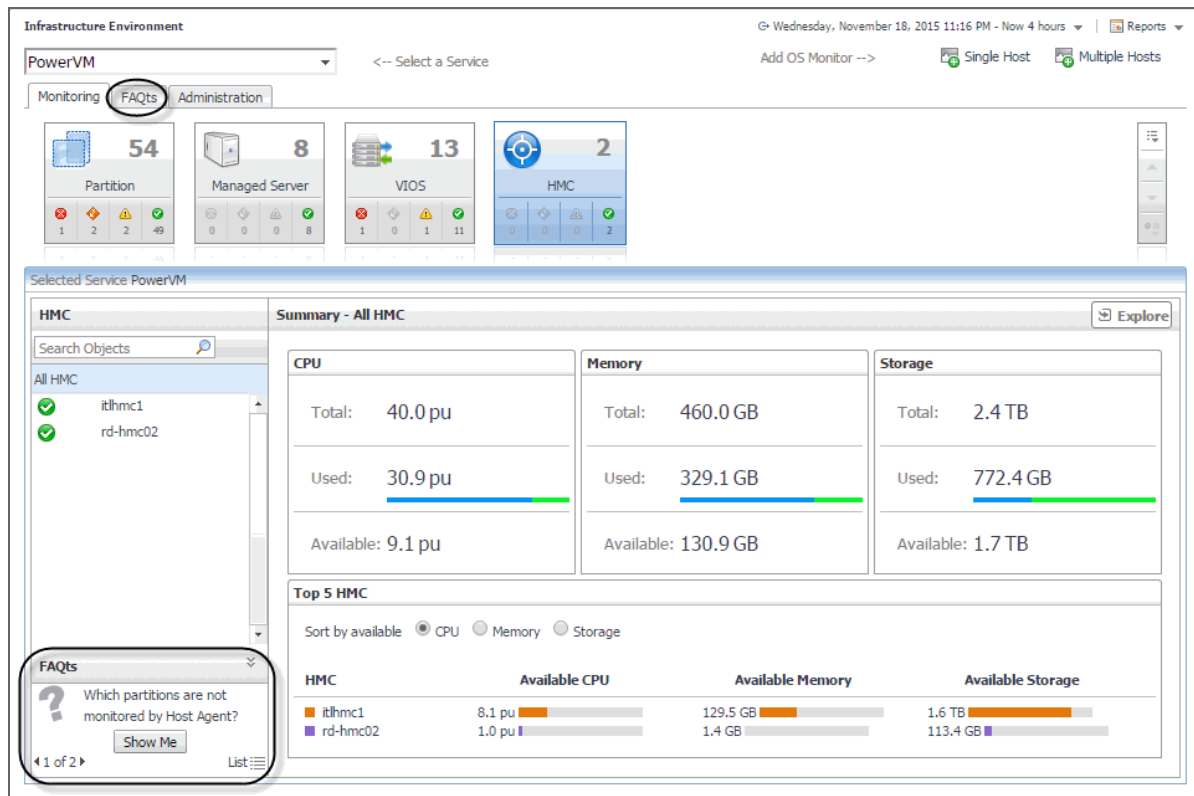 Infrastructure Environment
Wednesday, November 18, 2015 11:16 PM - Now 4 hours
Reports
PowerVM
<-- Select a Service
Add OS Monitor -->
Single Host
Multiple Hosts
Monitoring
FAQts
Administration
54
Partition
1 2 2 49
8
Managed Server
0 0 0 8
13
VIOS
1 0 1 11
2
HMC
0 0 0 2
Selected Service PowerVM
HMC
Search Objects
All HMC
itlhmc1
rd-hmc02
FAQts
Which partitions are not
monitored by Host Agent?
Show Me
1 of 2
List
Summary - All HMC
Explore
CPU
Total: 40.0 pu
Used: 30.9 pu
Available: 9.1 pu
Memory
Total: 460.0 GB
Used: 329.1 GB
Available: 130.9 GB
Storage
Total: 2.4 TB
Used: 772.4 GB
Available: 1.7 TB
Top 5 HMC
Sort by available CPU Memory Storage
HMC Available CPU Available Memory Available Storage
itlhmc1 8.1 pu 129.5 GB 1.6 TB
rd-hmc02 1.0 pu 1.4 GB 113.4 GB